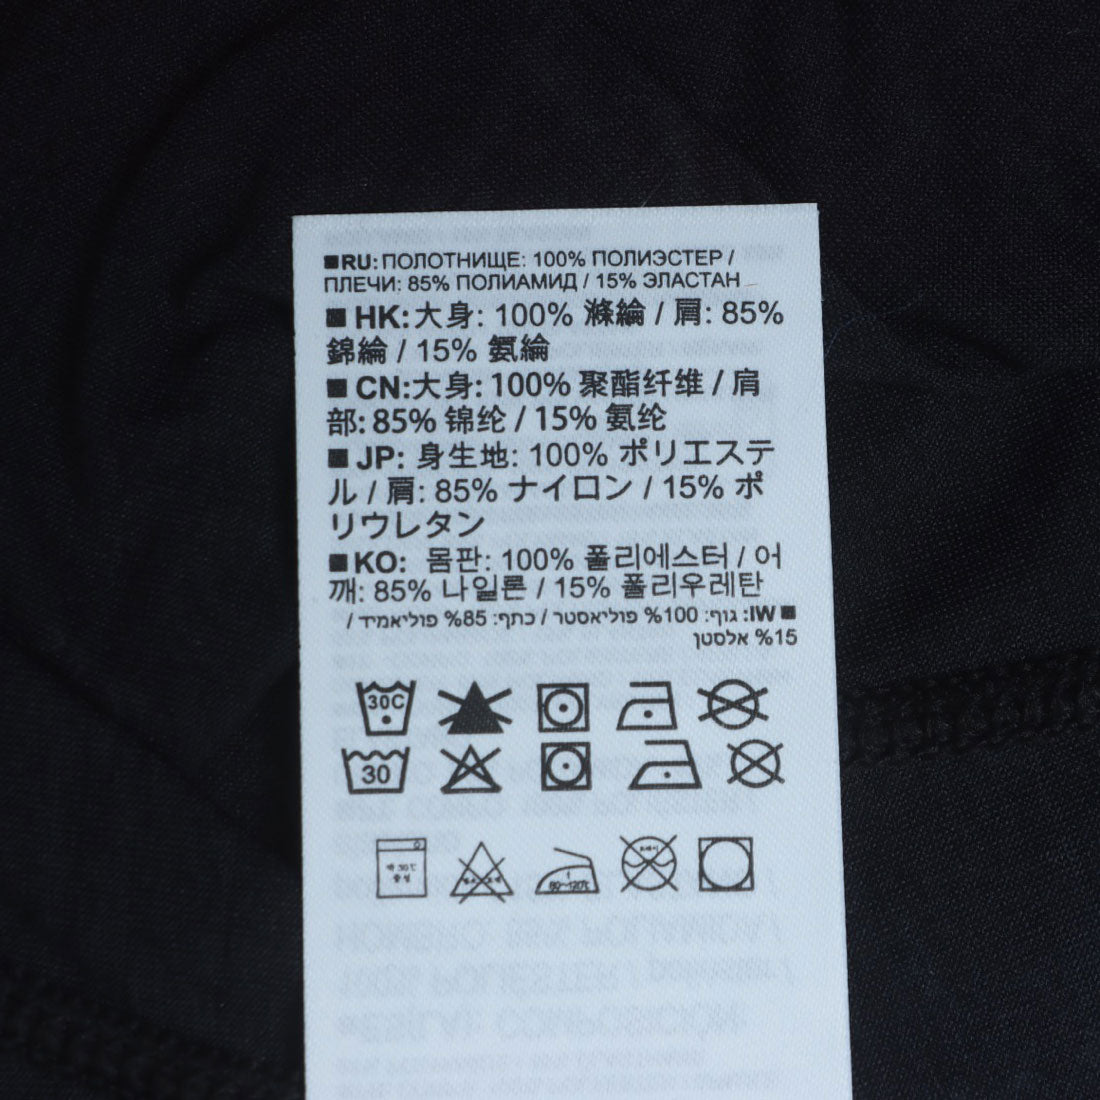 ■RU: ПОЛОТНИЩЕ: 100% ПОЛИЭСТЕР /
ПЛЕЧИ: 85% ПОЛИАМИД / 15% ЭЛАСТАН
■ HK: 大身: 100% 滌綸 / 肩: 85%
錦綸 / 15% 氨綸
■ CN: 大身: 100% 聚酯纤维 / 肩
部: 85% 锦纶 / 15% 氨纶
■ JP: 身生地: 100% ポリエステ
ル / 肩: 85% ナイロン / 15% ポ
リウレタン
■ KO: 몸판: 100% 폴리에스터 / 어
깨: 85% 나일론 / 15% 폴리우레탄
■ IW: גוף: 100% פוליאסטר / כתף: 85% פוליאמיד /
15% אלסטן
30C
30
80~120℃